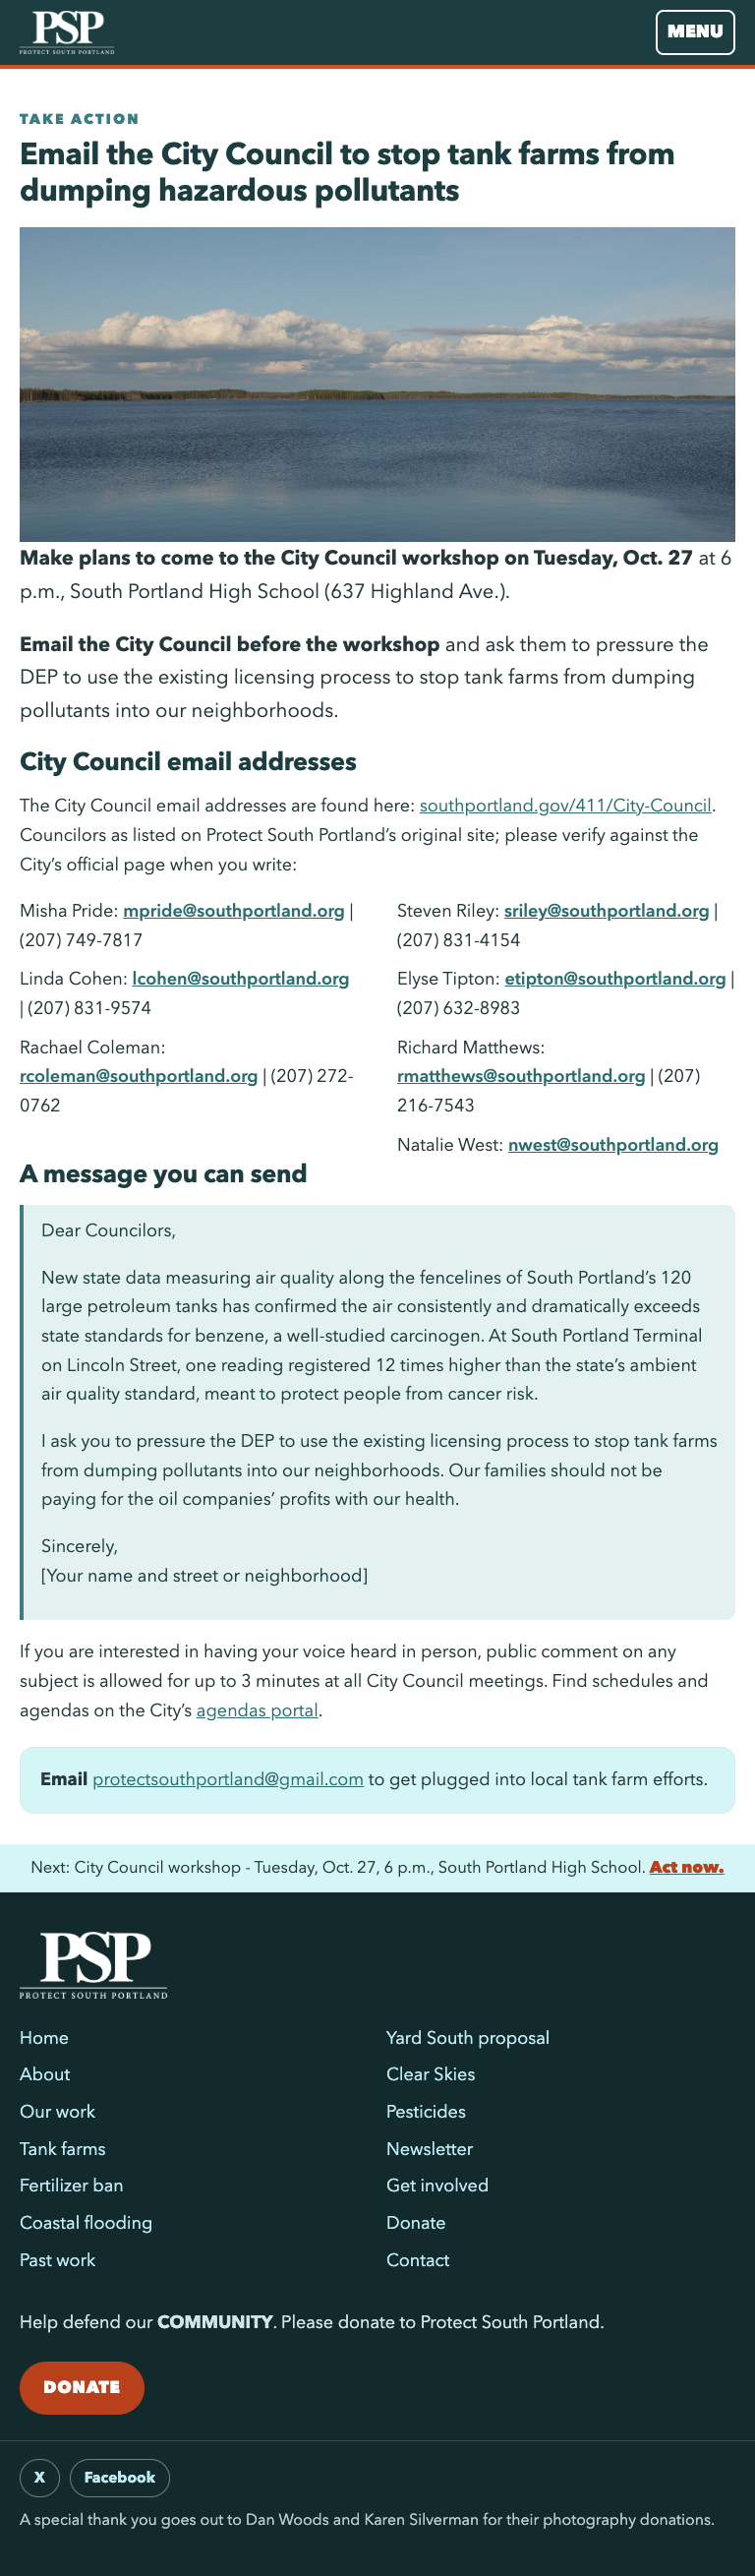 PSP
PROTECT SOUTH PORTLAND
MENU
TAKE ACTION
Email the City Council to stop tank farms from
dumping hazardous pollutants
Make plans to come to the City Council workshop on Tuesday, Oct. 27 at 6
p.m., South Portland High School (637 Highland Ave.).
Email the City Council before the workshop and ask them to pressure the
DEP to use the existing licensing process to stop tank farms from dumping
pollutants into our neighborhoods.
City Council email addresses
The City Council email addresses are found here: southportland.gov/411/City-Council.
Councilors as listed on Protect South Portland’s original site; please verify against the
City’s official page when you write:
Misha Pride: mpride@southportland.org |
(207) 749-7817
Linda Cohen: lcohen@southportland.org
| (207) 831-9574
Rachael Coleman:
rcoleman@southportland.org | (207) 272-
0762
Steven Riley: sriley@southportland.org |
(207) 831-4154
Elyse Tipton: etipton@southportland.org |
(207) 632-8983
Richard Matthews:
rmatthews@southportland.org | (207)
216-7543
Natalie West: nwest@southportland.org
A message you can send
Dear Councilors,
New state data measuring air quality along the fencelines of South Portland’s 120
large petroleum tanks has confirmed the air consistently and dramatically exceeds
state standards for benzene, a well-studied carcinogen. At South Portland Terminal
on Lincoln Street, one reading registered 12 times higher than the state’s ambient
air quality standard, meant to protect people from cancer risk.
I ask you to pressure the DEP to use the existing licensing process to stop tank farms
from dumping pollutants into our neighborhoods. Our families should not be
paying for the oil companies’ profits with our health.
Sincerely,
[Your name and street or neighborhood]
If you are interested in having your voice heard in person, public comment on any
subject is allowed for up to 3 minutes at all City Council meetings. Find schedules and
agendas on the City’s agendas portal.
Email protectsouthportland@gmail.com to get plugged into local tank farm efforts.
Next: City Council workshop - Tuesday, Oct. 27, 6 p.m., South Portland High School. Act now.
PSP
PROTECT SOUTH PORTLAND
Home
About
Our work
Tank farms
Fertilizer ban
Coastal flooding
Past work
Yard South proposal
Clear Skies
Pesticides
Newsletter
Get involved
Donate
Contact
Help defend our COMMUNITY. Please donate to Protect South Portland.
DONATE
X
Facebook
A special thank you goes out to Dan Woods and Karen Silverman for their photography donations.